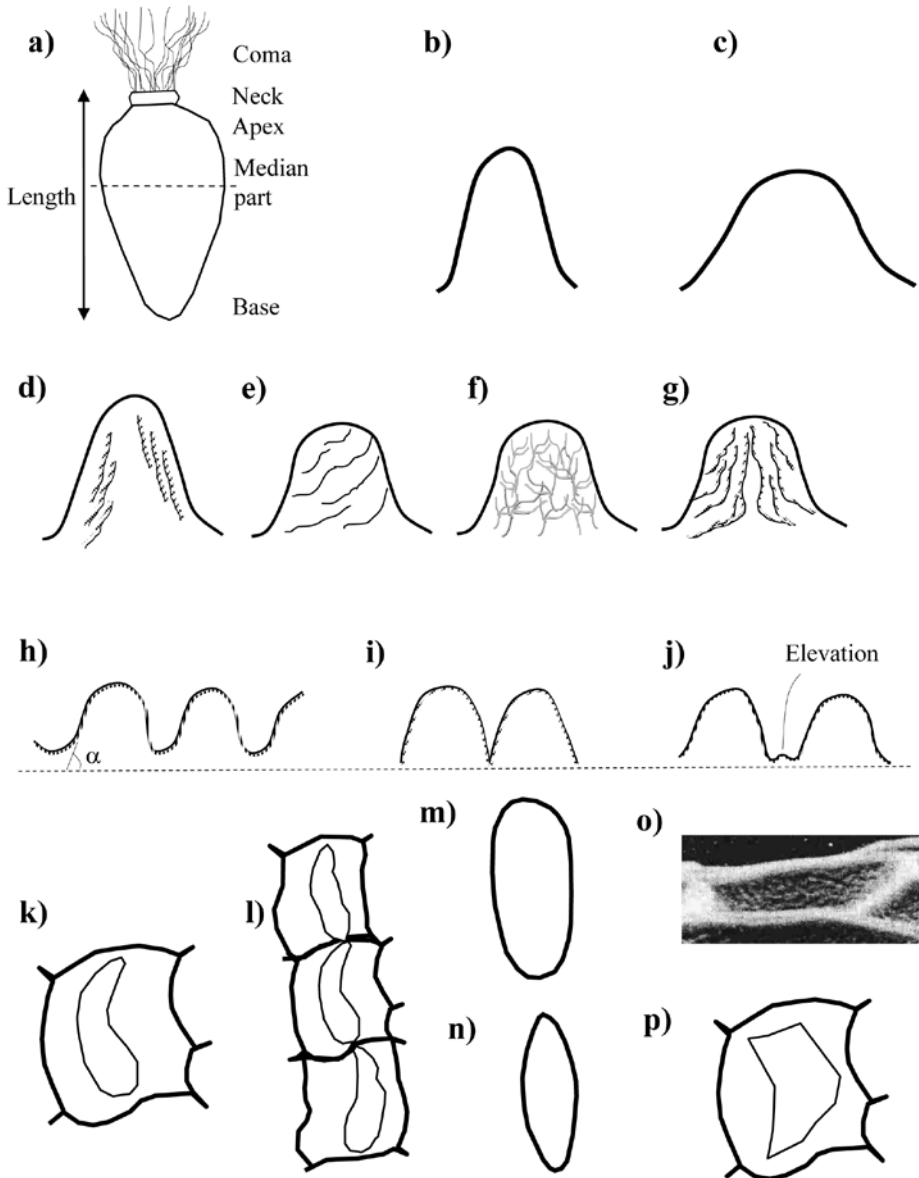 a)
Coma
Neck
Apex
Median
part
Length
Base
b)
c)
d)
e)
f)
g)
h)
α
i)
j)
Elevation
k)
l)
m)
n)
o)
p)